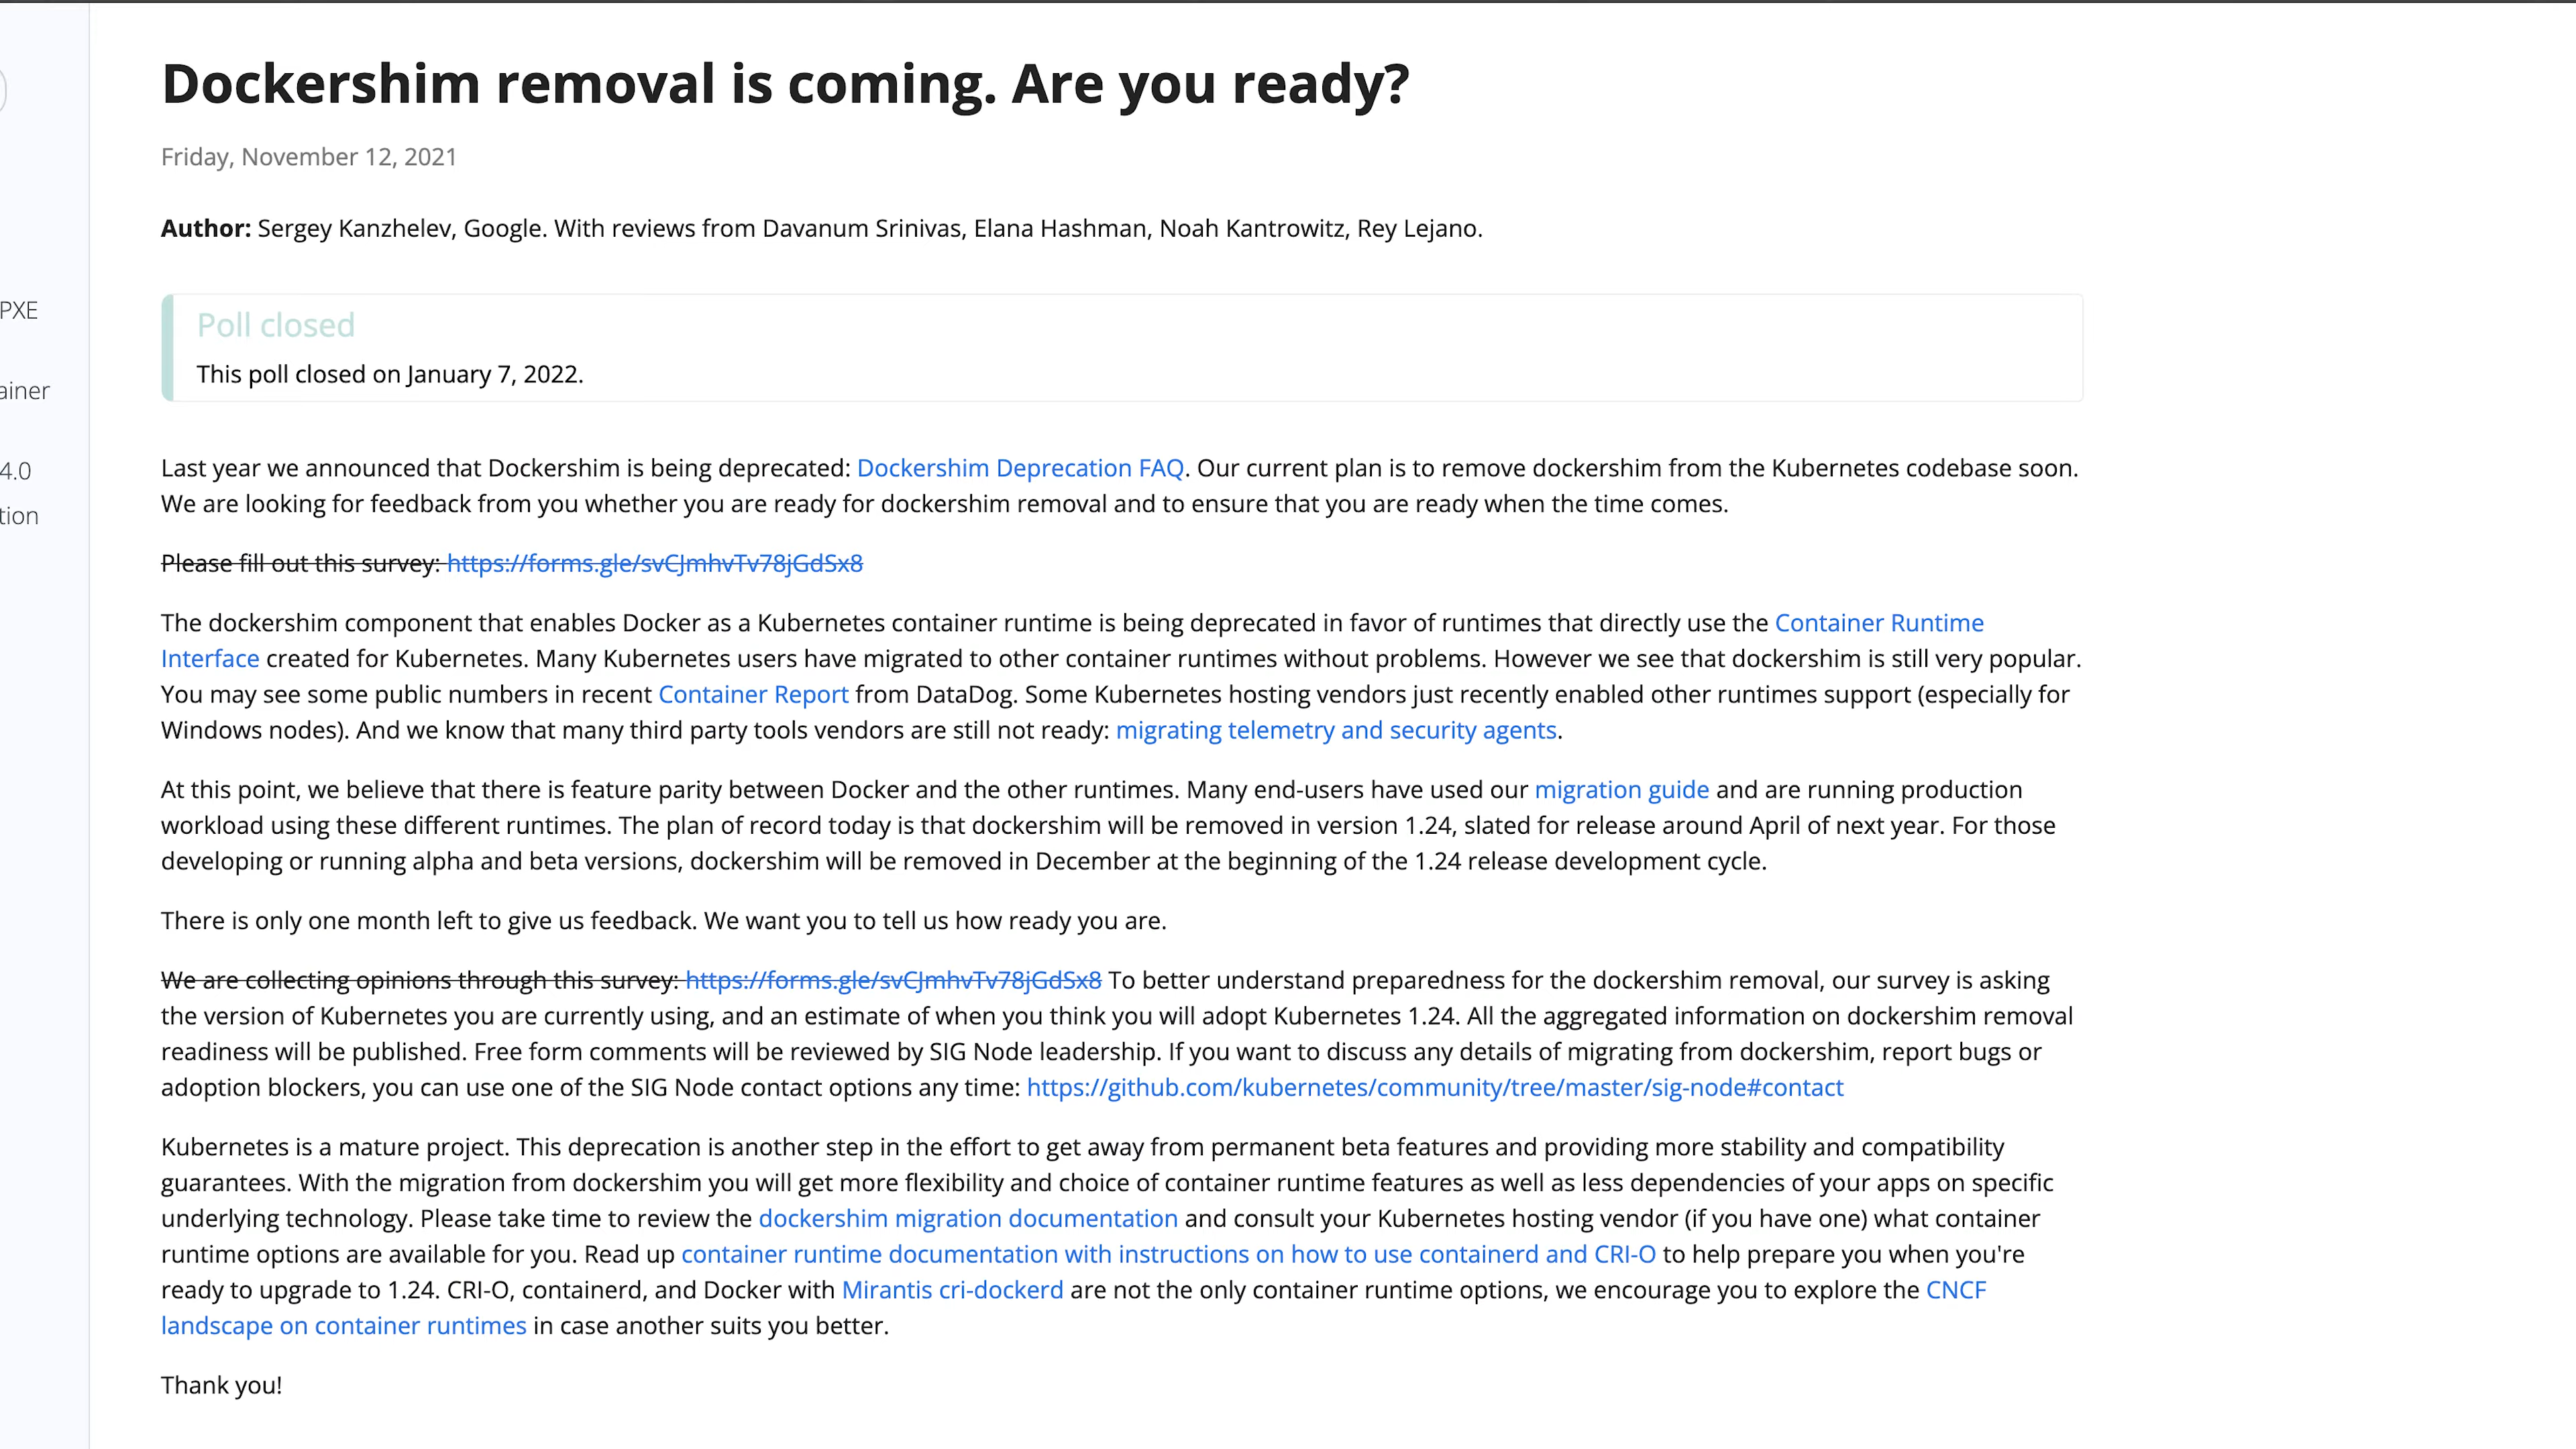 Dockershim removal is coming. Are you ready?
Friday, November 12, 2021
Author: Sergey Kanzhelev, Google. With reviews from Davanum Srinivas, Elana Hashman, Noah Kantrowitz, Rey Lejano.
PXE
Poll closed
This poll closed on January 7, 2022.
ainer
4.0
tion
Last year we announced that Dockershim is being deprecated: Dockershim Deprecation FAQ. Our current plan is to remove dockershim from the Kubernetes codebase soon.
We are looking for feedback from you whether you are ready for dockershim removal and to ensure that you are ready when the time comes.
Please fill out this survey: https://forms.gle/svCJmhvTv78jGdSx8
The dockershim component that enables Docker as a Kubernetes container runtime is being deprecated in favor of runtimes that directly use the Container Runtime
Interface created for Kubernetes. Many Kubernetes users have migrated to other container runtimes without problems. However we see that dockershim is still very popular.
You may see some public numbers in recent Container Report from DataDog. Some Kubernetes hosting vendors just recently enabled other runtimes support (especially for
Windows nodes). And we know that many third party tools vendors are still not ready: migrating telemetry and security agents.
At this point, we believe that there is feature parity between Docker and the other runtimes. Many end-users have used our migration guide and are running production
workload using these different runtimes. The plan of record today is that dockershim will be removed in version 1.24, slated for release around April of next year. For those
developing or running alpha and beta versions, dockershim will be removed in December at the beginning of the 1.24 release development cycle.
There is only one month left to give us feedback. We want you to tell us how ready you are.
We are collecting opinions through this survey: https://forms.gle/svCJmhvTv78jGdSx8 To better understand preparedness for the dockershim removal, our survey is asking
the version of Kubernetes you are currently using, and an estimate of when you think you will adopt Kubernetes 1.24. All the aggregated information on dockershim removal
readiness will be published. Free form comments will be reviewed by SIG Node leadership. If you want to discuss any details of migrating from dockershim, report bugs or
adoption blockers, you can use one of the SIG Node contact options any time: https://github.com/kubernetes/community/tree/master/sig-node#contact
Kubernetes is a mature project. This deprecation is another step in the effort to get away from permanent beta features and providing more stability and compatibility
guarantees. With the migration from dockershim you will get more flexibility and choice of container runtime features as well as less dependencies of your apps on specific
underlying technology. Please take time to review the dockershim migration documentation and consult your Kubernetes hosting vendor (if you have one) what container
runtime options are available for you. Read up container runtime documentation with instructions on how to use containerd and CRI-O to help prepare you when you're
ready to upgrade to 1.24. CRI-O, containerd, and Docker with Mirantis cri-dockerd are not the only container runtime options, we encourage you to explore the CNCF
landscape on container runtimes in case another suits you better.
Thank you!